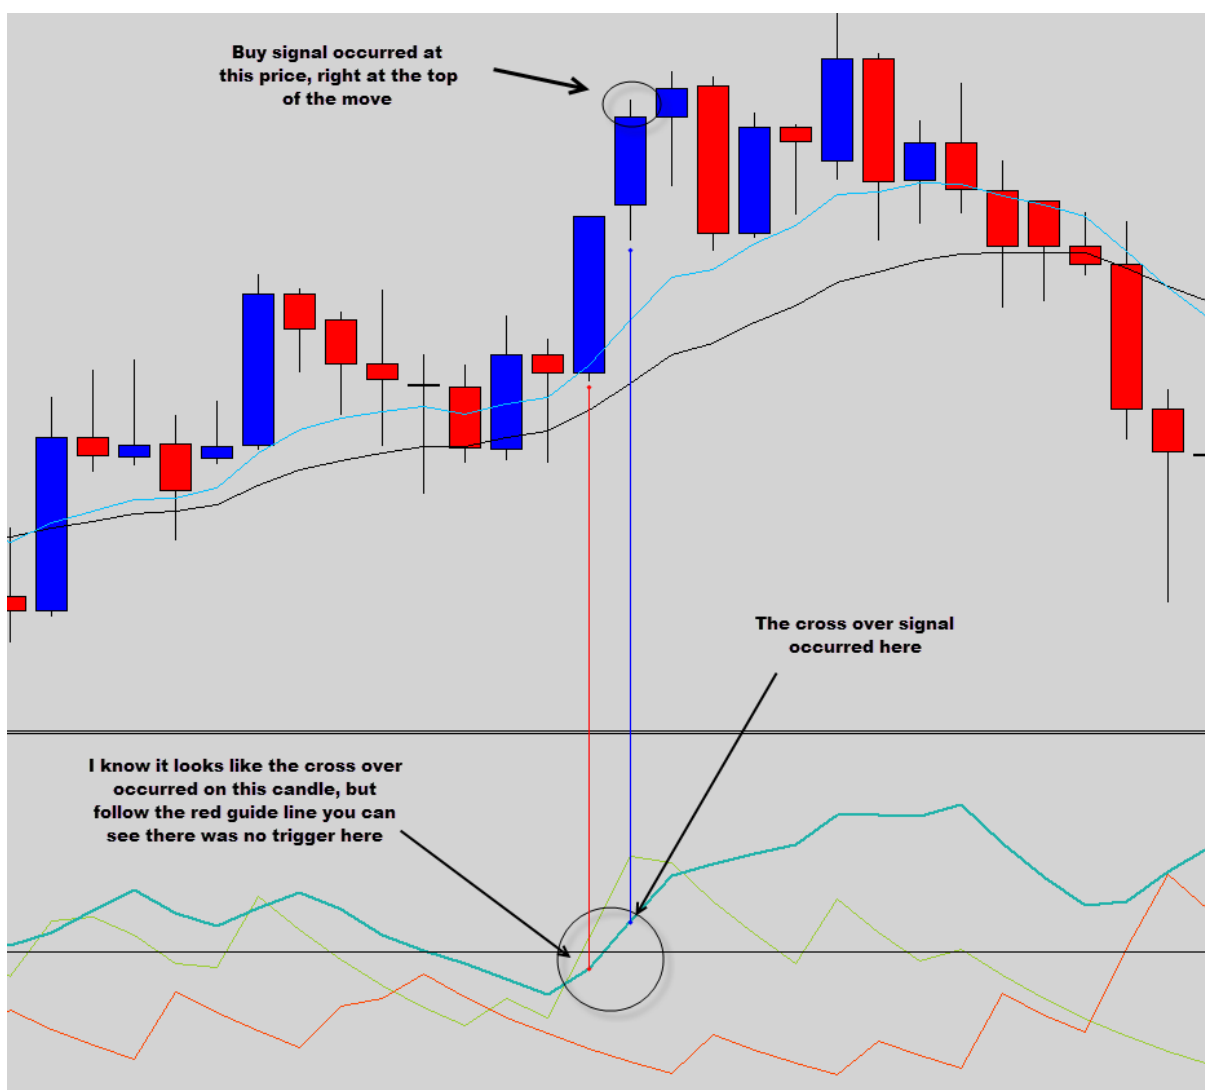 Buy signal occurred at
this price, right at the top
of the move
The cross over signal
occurred here
I know it looks like the cross over
occurred on this candle, but
follow the red guide line you can
see there was no trigger here